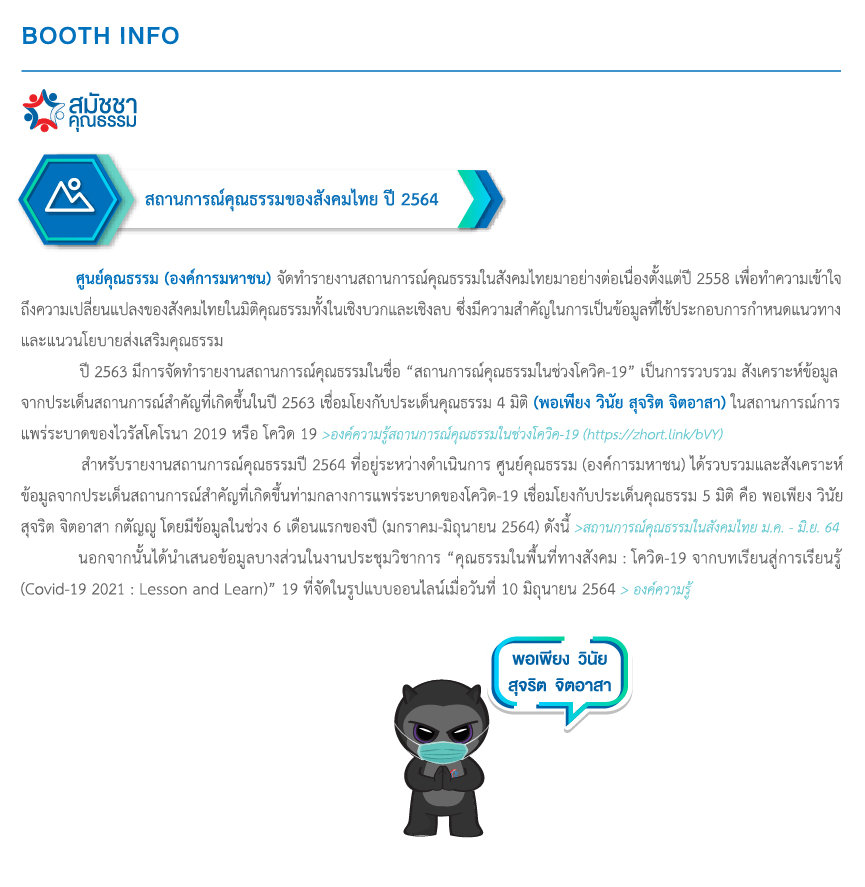 BOOTH INFO
สมัชชา
คุณธรรม
สถานการณ์คุณธรรมของสังคมไทย ปี 2564
ศูนย์คุณธรรม (องค์การมหาชน) จัดทำรายงานสถานการณ์คุณธรรมในสังคมไทยมาอย่างต่อเนื่องตั้งแต่ปี 2558 เพื่อทำความเข้าใจ
ถึงความเปลี่ยนแปลงของสังคมไทยในมิติคุณธรรมทั้งในเชิงบวกและเชิงลบ ซึ่งมีความสำคัญในการเป็นข้อมูลที่ใช้ประกอบการกำหนดแนวทาง
และแนวนโยบายส่งเสริมคุณธรรม
ปี 2563 มีการจัดทำรายงานสถานการณ์คุณธรรมในชื่อ “สถานการณ์คุณธรรมในช่วงโควิค-19” เป็นการรวบรวม สังเคราะห์ข้อมูล
จากประเด็นสถานการณ์สำคัญที่เกิดขึ้นในปี 2563 เชื่อมโยงกับประเด็นคุณธรรม 4 มิติ (พอเพียง วินัย สุจริต จิตอาสา) ในสถานการณ์การ
แพร่ระบาดของไวรัสโคโรนา 2019 หรือ โควิด 19 >องค์ความรู้สถานการณ์คุณธรรมในช่วงโควิค-19 (https://zhort.link/bVY)
สำหรับรายงานสถานการณ์คุณธรรมปี 2564 ที่อยู่ระหว่างดำเนินการ ศูนย์คุณธรรม (องค์การมหาชน) ได้รวบรวมและสังเคราะห์
ข้อมูลจากประเด็นสถานการณ์สำคัญที่เกิดขึ้นท่ามกลางการแพร่ระบาดของโควิด-19 เชื่อมโยงกับประเด็นคุณธรรม 5 มิติ คือ พอเพียง วินัย
สุจริต จิตอาสา กตัญญู โดยมีข้อมูลในช่วง 6 เดือนแรกของปี (มกราคม-มิถุนายน 2564) ดังนี้ >สถานการณ์คุณธรรมในสังคมไทย ม.ค. - มิ.ย. 64
นอกจากนั้นได้นำเสนอข้อมูลบางส่วนในงานประชุมวิชาการ “คุณธรรมในพื้นที่ทางสังคม : โควิด-19 จากบทเรียนสู่การเรียนรู้
(Covid-19 2021 : Lesson and Learn)” 19 ที่จัดในรูปแบบออนไลน์เมื่อวันที่ 10 มิถุนายน 2564 > องค์ความรู้
พอเพียง วินัย
สุจริต จิตอาสา